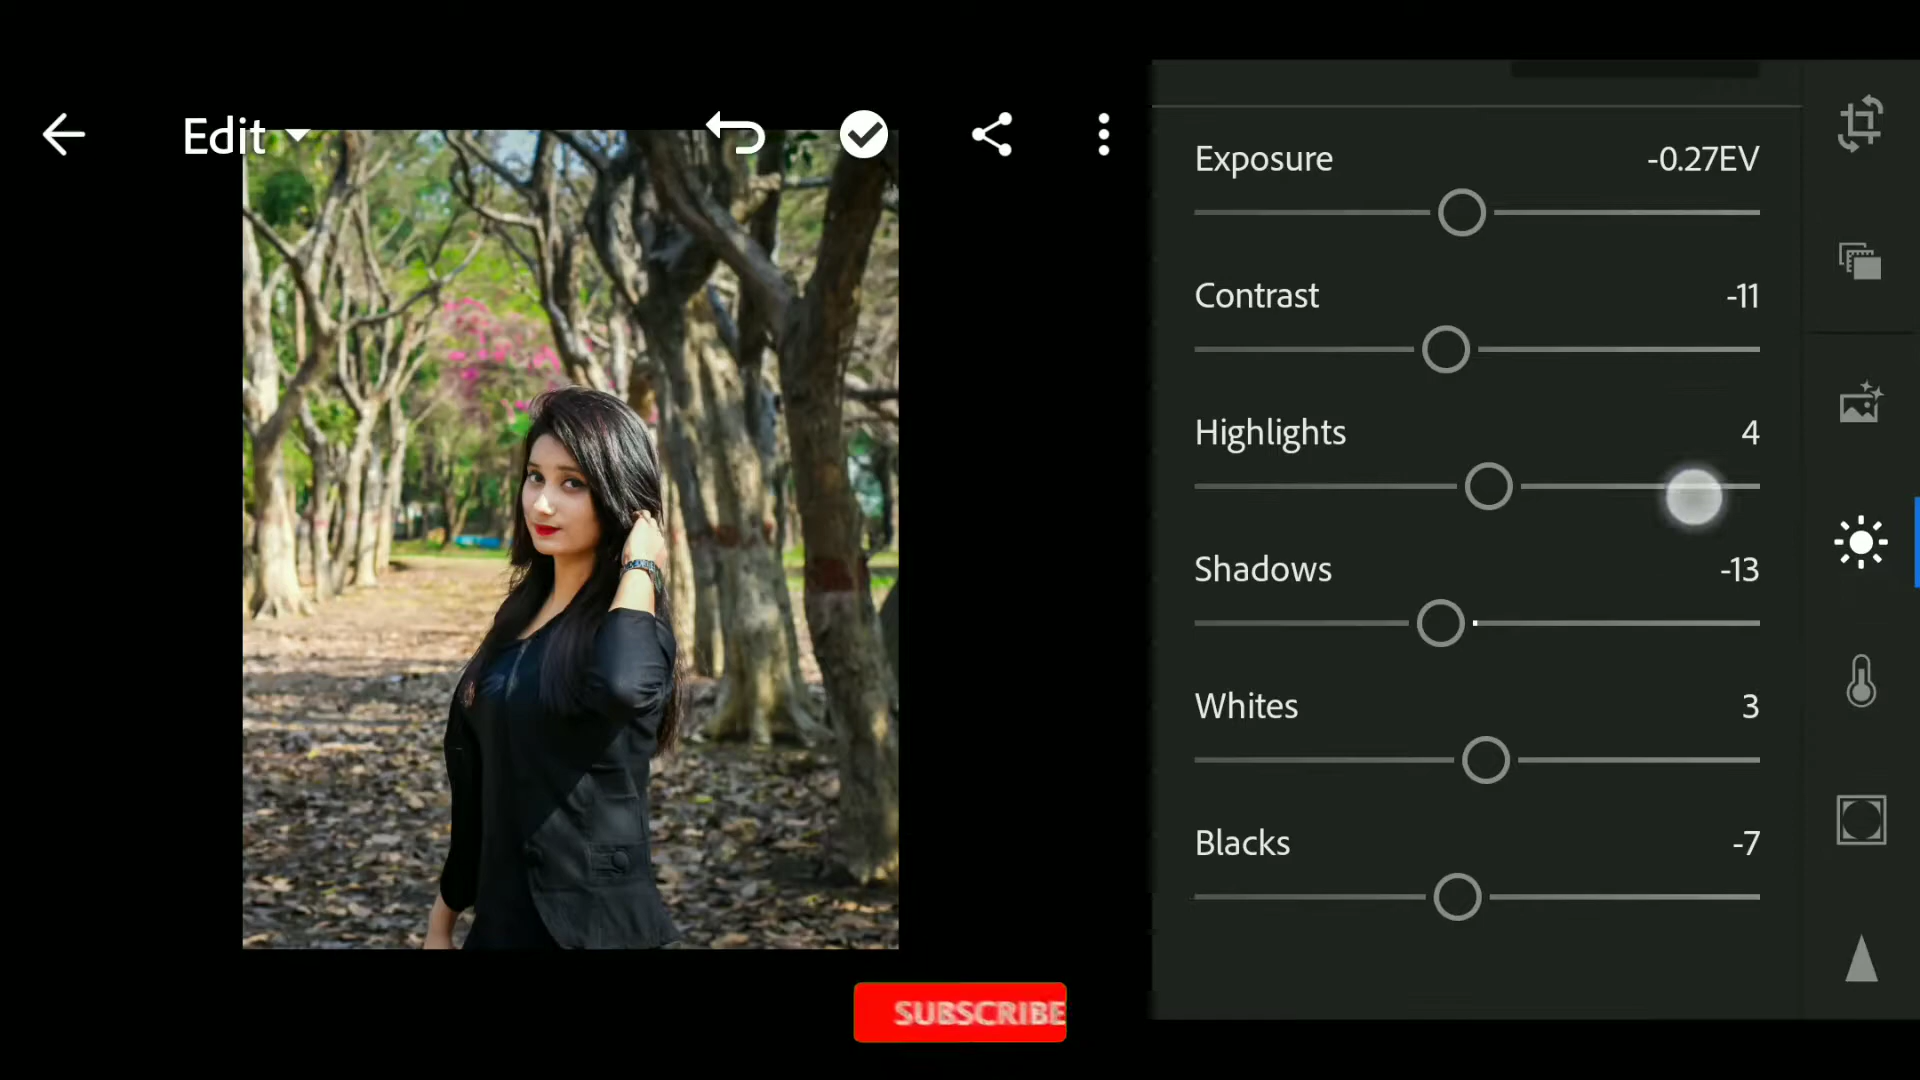 Edit
Exposure -0.27EV
Contrast -11
Highlights 4
Shadows -13
Whites 3
Blacks -7
SUBSCRIBE